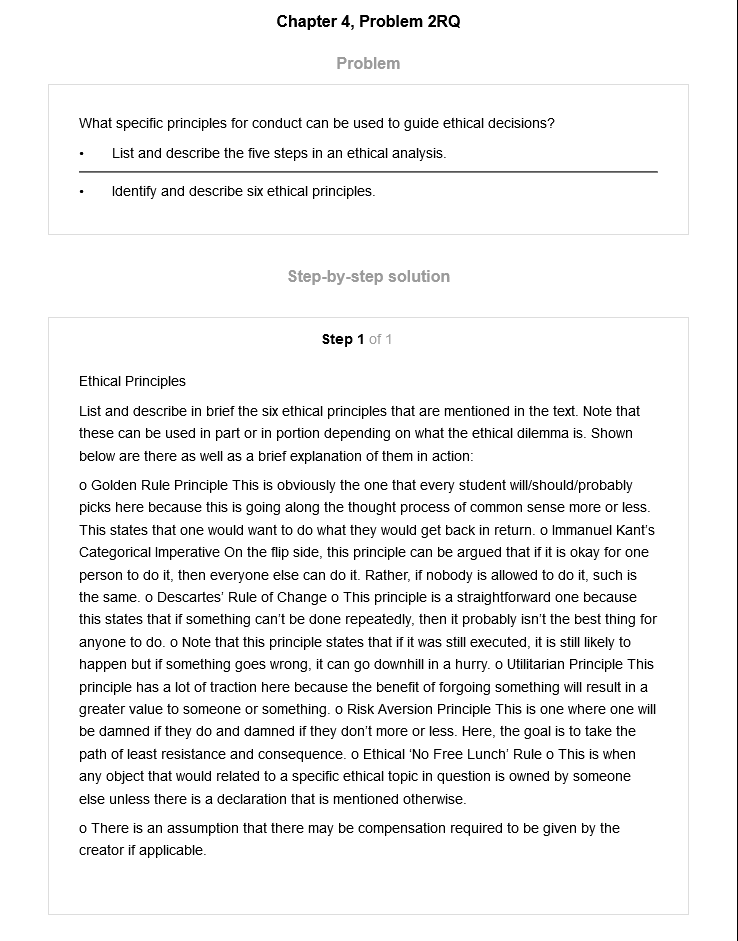 Chapter 4, Problem 2RQ
Problem
What specific principles for conduct can be used to guide ethical decisions?
• List and describe the five steps in an ethical analysis.
• Identify and describe six ethical principles.
Step-by-step solution
Step 1 of 1
Ethical Principles
List and describe in brief the six ethical principles that are mentioned in the text. Note that
these can be used in part or in portion depending on what the ethical dilemma is. Shown
below are there as well as a brief explanation of them in action:
o Golden Rule Principle This is obviously the one that every student will/should/probably
picks here because this is going along the thought process of common sense more or less.
This states that one would want to do what they would get back in return. o Immanuel Kant's
Categorical Imperative On the flip side, this principle can be argued that if it is okay for one
person to do it, then everyone else can do it. Rather, if nobody is allowed to do it, such is
the same. o Descartes' Rule of Change o This principle is a straightforward one because
this states that if something can't be done repeatedly, then it probably isn't the best thing for
anyone to do. o Note that this principle states that if it was still executed, it is still likely to
happen but if something goes wrong, it can go downhill in a hurry. o Utilitarian Principle This
principle has a lot of traction here because the benefit of forgoing something will result in a
greater value to someone or something. o Risk Aversion Principle This is one where one will
be damned if they do and damned if they don't more or less. Here, the goal is to take the
path of least resistance and consequence. o Ethical 'No Free Lunch' Rule o This is when
any object that would related to a specific ethical topic in question is owned by someone
else unless there is a declaration that is mentioned otherwise.
o There is an assumption that there may be compensation required to be given by the
creator if applicable.